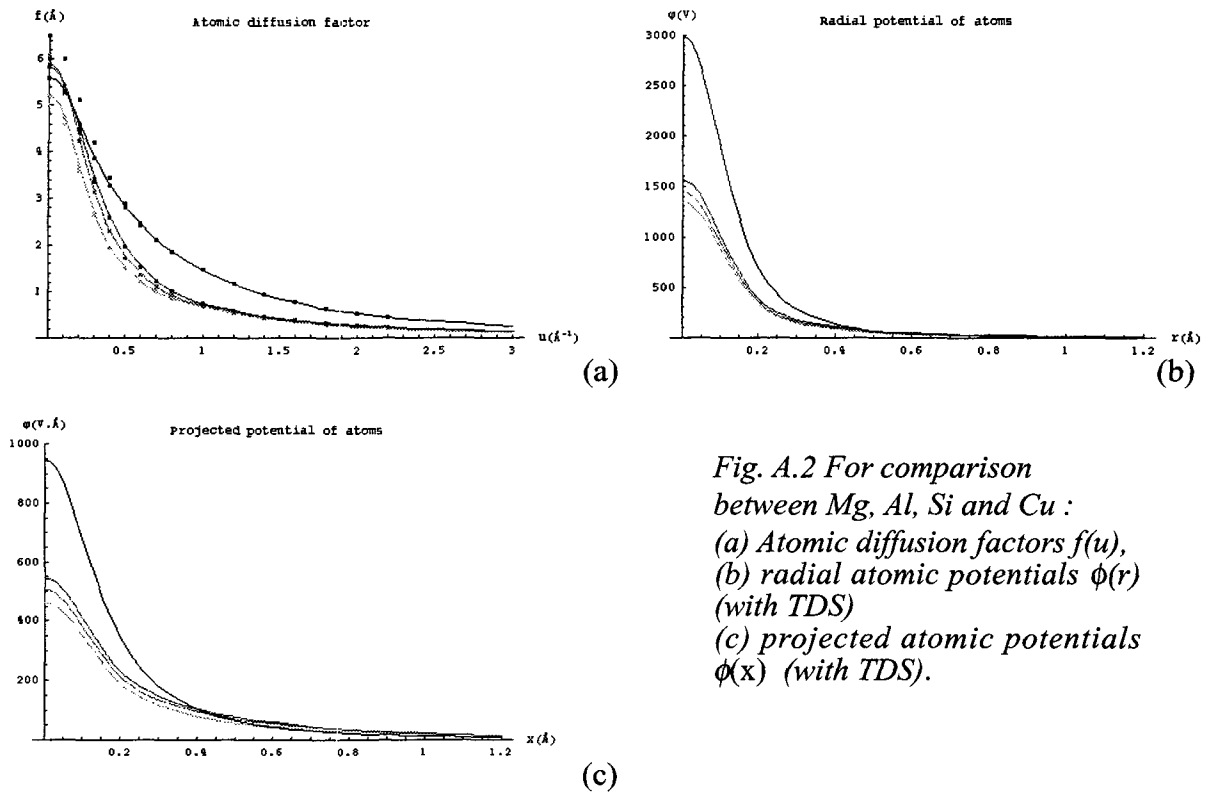 f(Å)
Atomic diffusion factor
6
5
4
3
2
1
0.5
1
1.5
2
2.5
3
u(Å⁻¹)
(a)
φ(V)
Radial potential of atoms
3000
2500
2000
1500
1000
500
0.2
0.4
0.6
0.8
1
1.2
r(Å)
(b)
φ(V.Å)
Projected potential of atoms
1000
800
600
400
200
0.2
0.4
0.6
0.8
1
1.2
x(Å)
(c)
Fig. A.2 For comparison
between Mg, Al, Si and Cu :
(a) Atomic diffusion factors f(u),
(b) radial atomic potentials ϕ(r)
(with TDS)
(c) projected atomic potentials
ϕ(x) (with TDS).